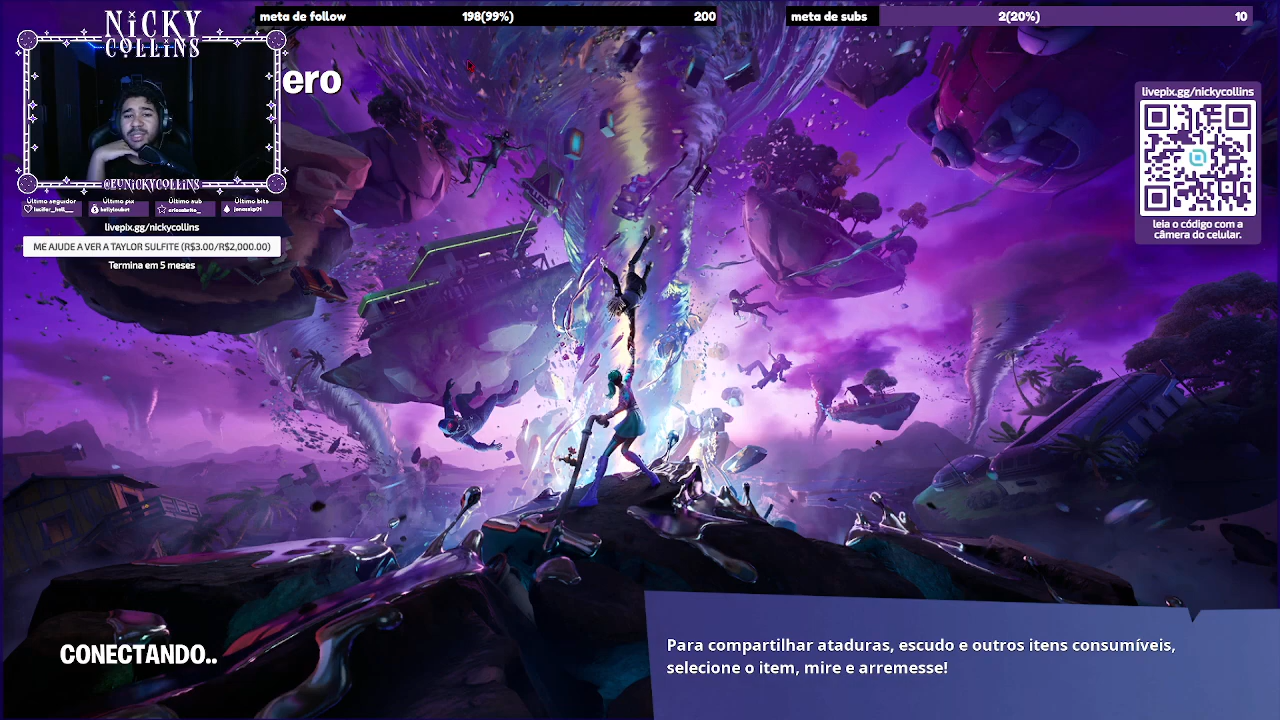 meta de follow 198(99%) 200
meta de subs 2(20%) 10
NICKY
COLLINS
ero
@EUNICKYCOLLINS
Último seguidor Último pix Último sub Último bits
livepix.gg/nickycollins
ME AJUDE A VER A TAYLOR SULFITE (R$3.00/R$2,000.00)
Termina em 5 meses
livepix.gg/nickycollins
leia o código com a
câmera do celular.
CONECTANDO..
Para compartilhar ataduras, escudo e outros itens consumíveis,
selecione o item, mire e arremesse!